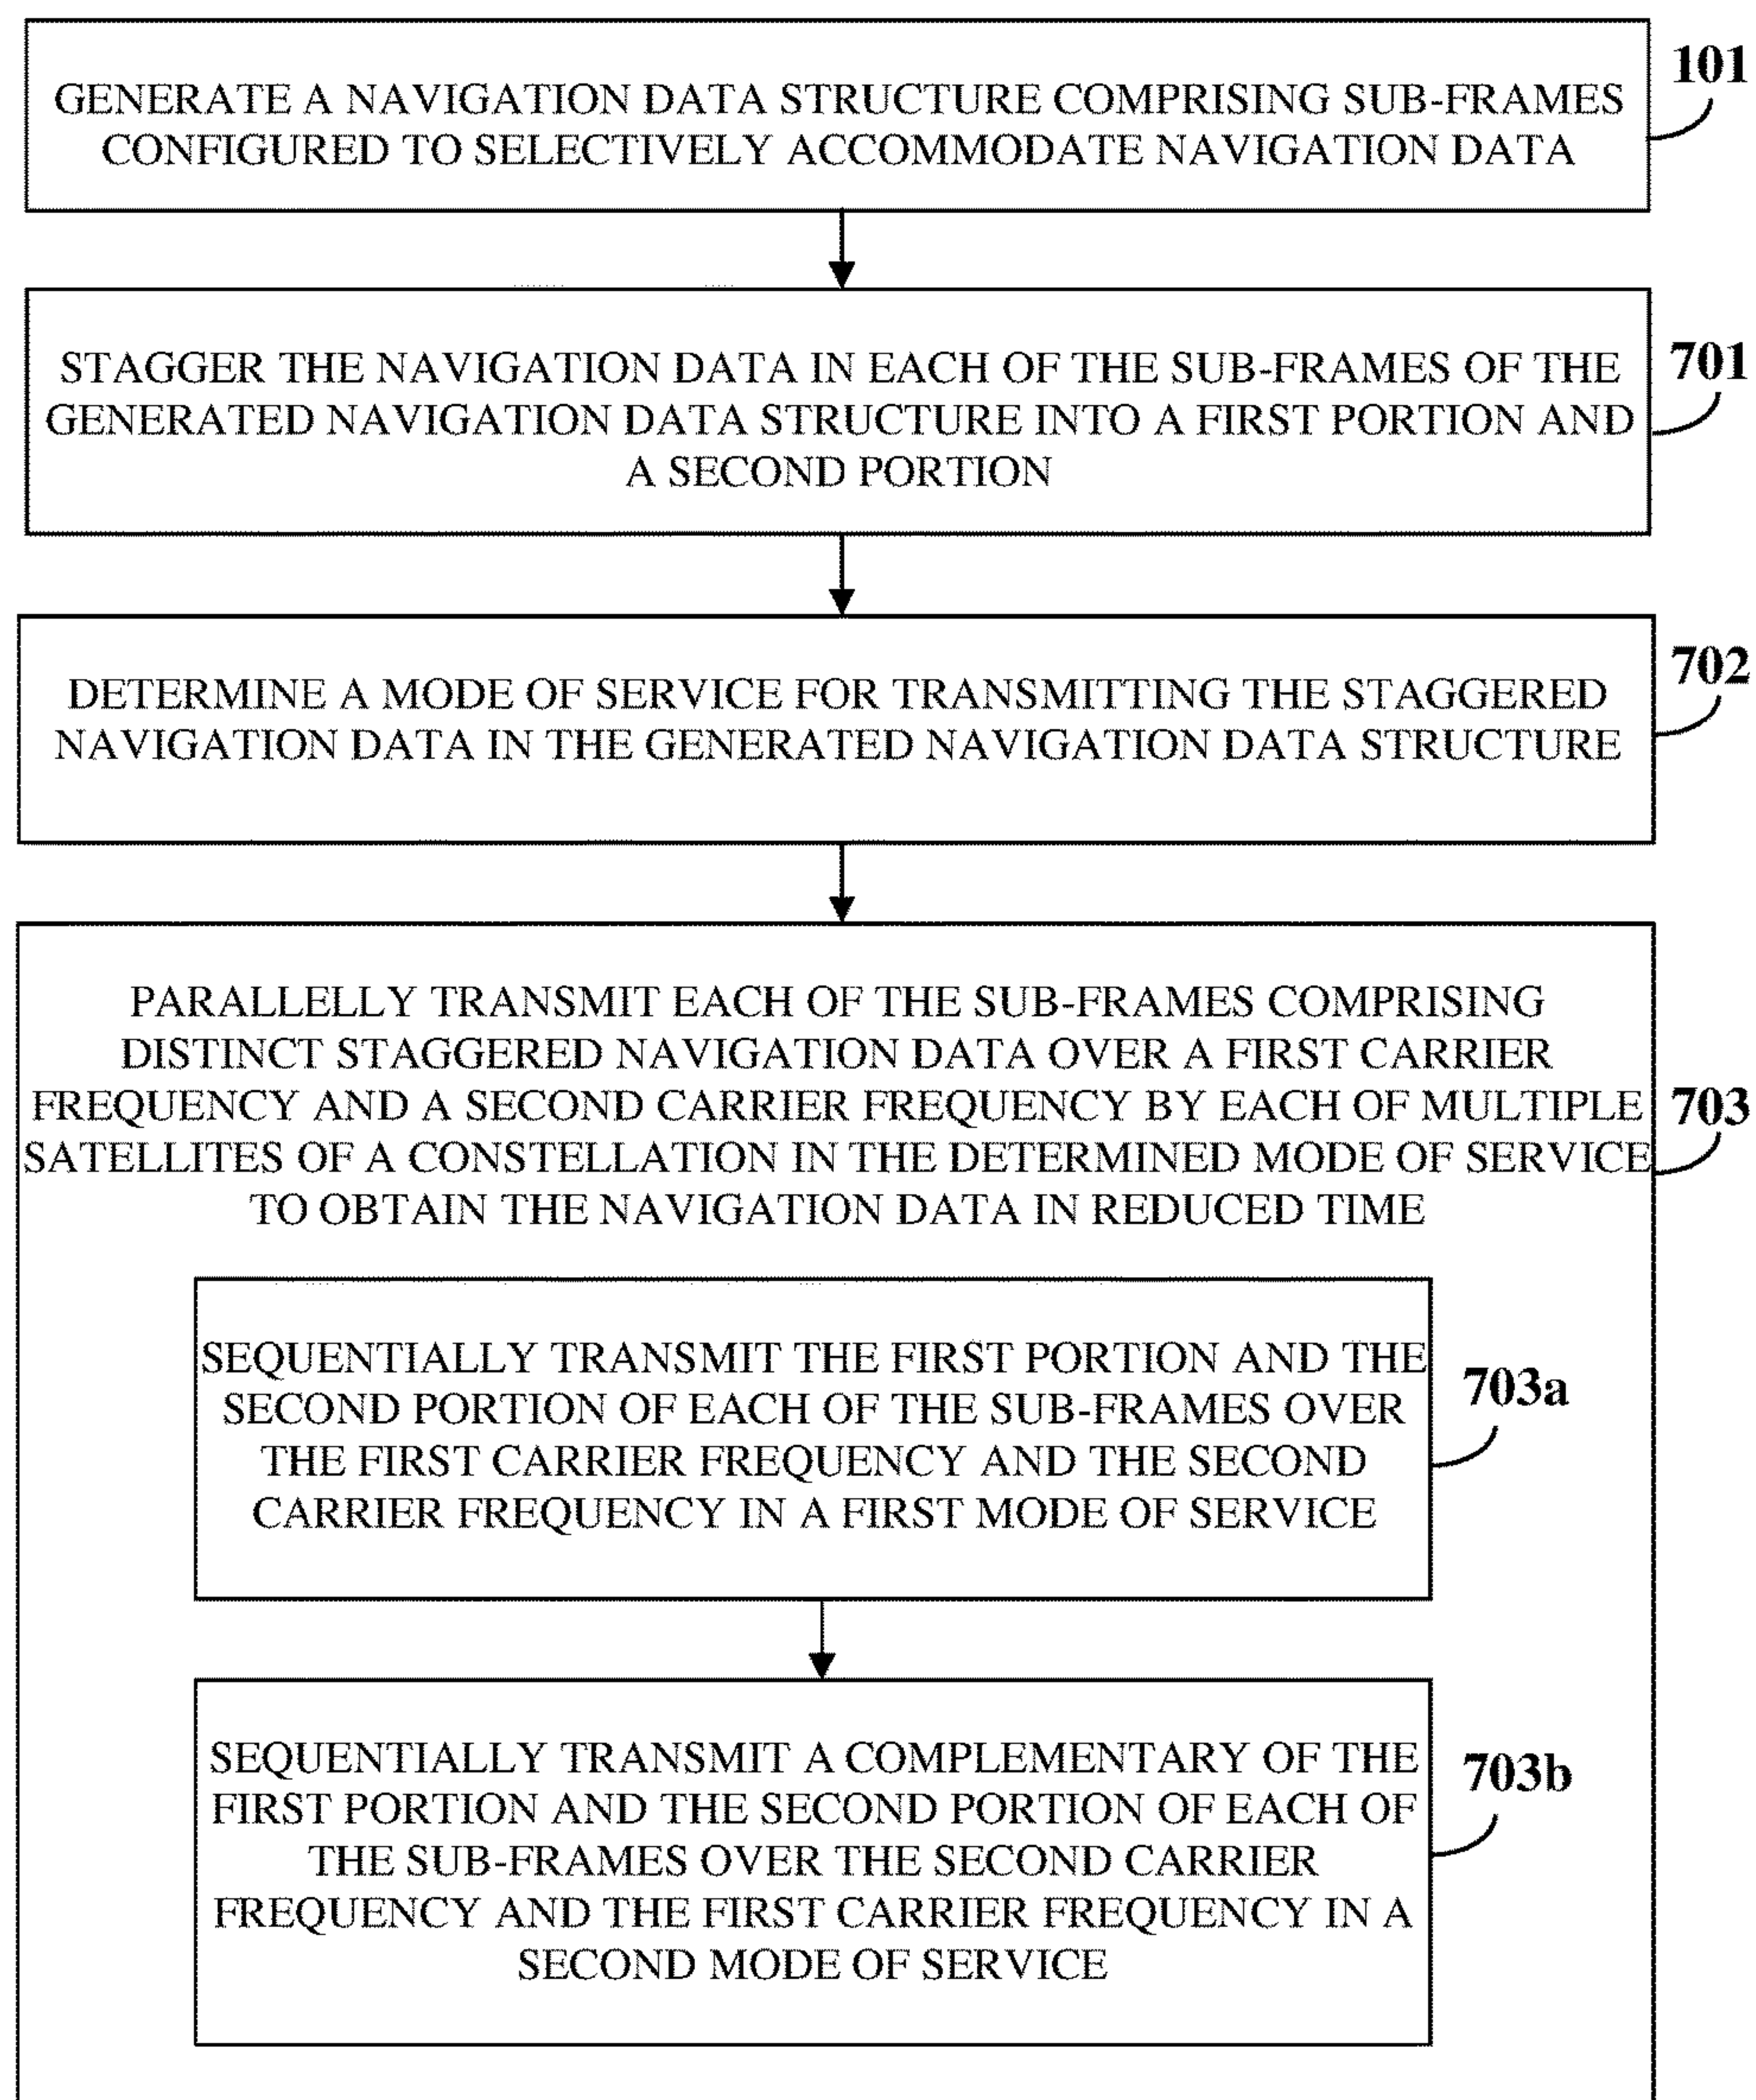 101
GENERATE A NAVIGATION DATA STRUCTURE COMPRISING SUB-FRAMES
CONFIGURED TO SELECTIVELY ACCOMMODATE NAVIGATION DATA
701
STAGGER THE NAVIGATION DATA IN EACH OF THE SUB-FRAMES OF THE
GENERATED NAVIGATION DATA STRUCTURE INTO A FIRST PORTION AND
A SECOND PORTION
702
DETERMINE A MODE OF SERVICE FOR TRANSMITTING THE STAGGERED
NAVIGATION DATA IN THE GENERATED NAVIGATION DATA STRUCTURE
PARALLELLY TRANSMIT EACH OF THE SUB-FRAMES COMPRISING
DISTINCT STAGGERED NAVIGATION DATA OVER A FIRST CARRIER
FREQUENCY AND A SECOND CARRIER FREQUENCY BY EACH OF MULTIPLE
703
SATELLITES OF A CONSTELLATION IN THE DETERMINED MODE OF SERVICE
TO OBTAIN THE NAVIGATION DATA IN REDUCED TIME
SEQUENTIALLY TRANSMIT THE FIRST PORTION AND THE
703a
SECOND PORTION OF EACH OF THE SUB-FRAMES OVER
THE FIRST CARRIER FREQUENCY AND THE SECOND
CARRIER FREQUENCY IN A FIRST MODE OF SERVICE
SEQUENTIALLY TRANSMIT A COMPLEMENTARY OF THE
703b
FIRST PORTION AND THE SECOND PORTION OF EACH OF
THE SUB-FRAMES OVER THE SECOND CARRIER
FREQUENCY AND THE FIRST CARRIER FREQUENCY IN A
SECOND MODE OF SERVICE